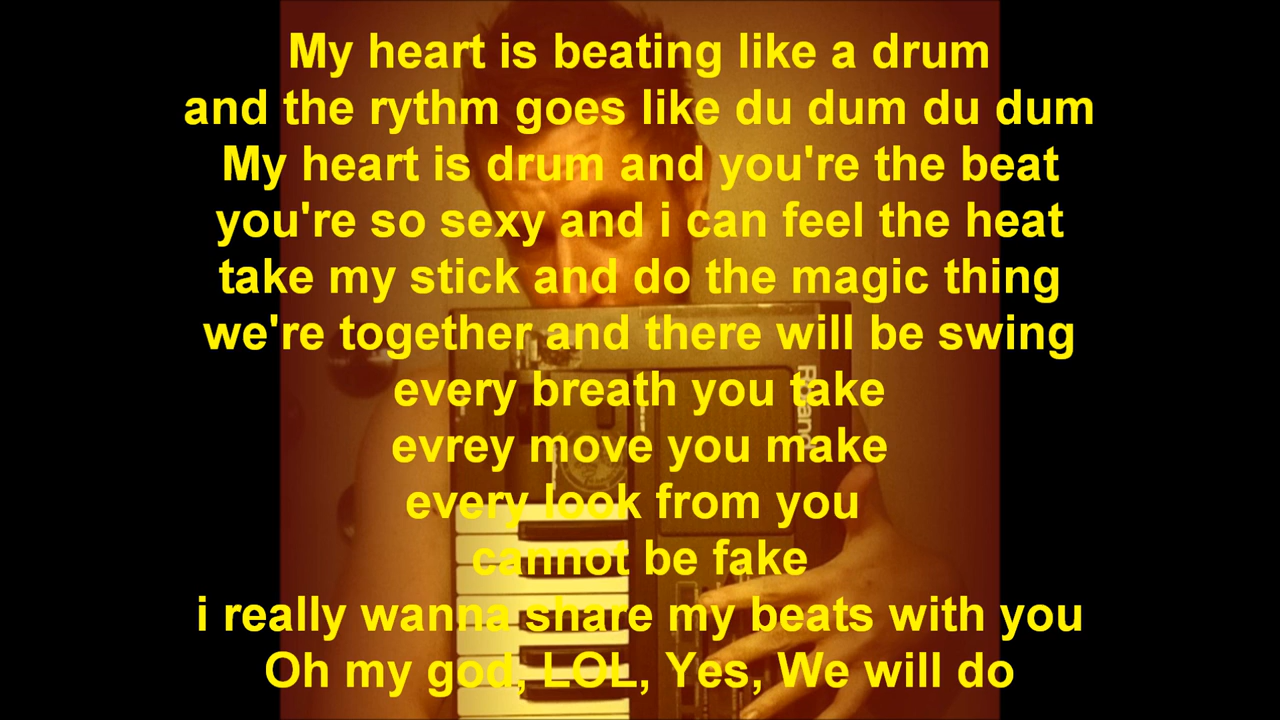 My heart is beating like a drum
and the rythm goes like du dum du dum
My heart is drum and you're the beat
you're so sexy and i can feel the heat
take my stick and do the magic thing
we're together and there will be swing
every breath you take
evrey move you make
every look from you
cannot be fake
i really wanna share my beats with you
Oh my god, LOL, Yes, We will do
Roland